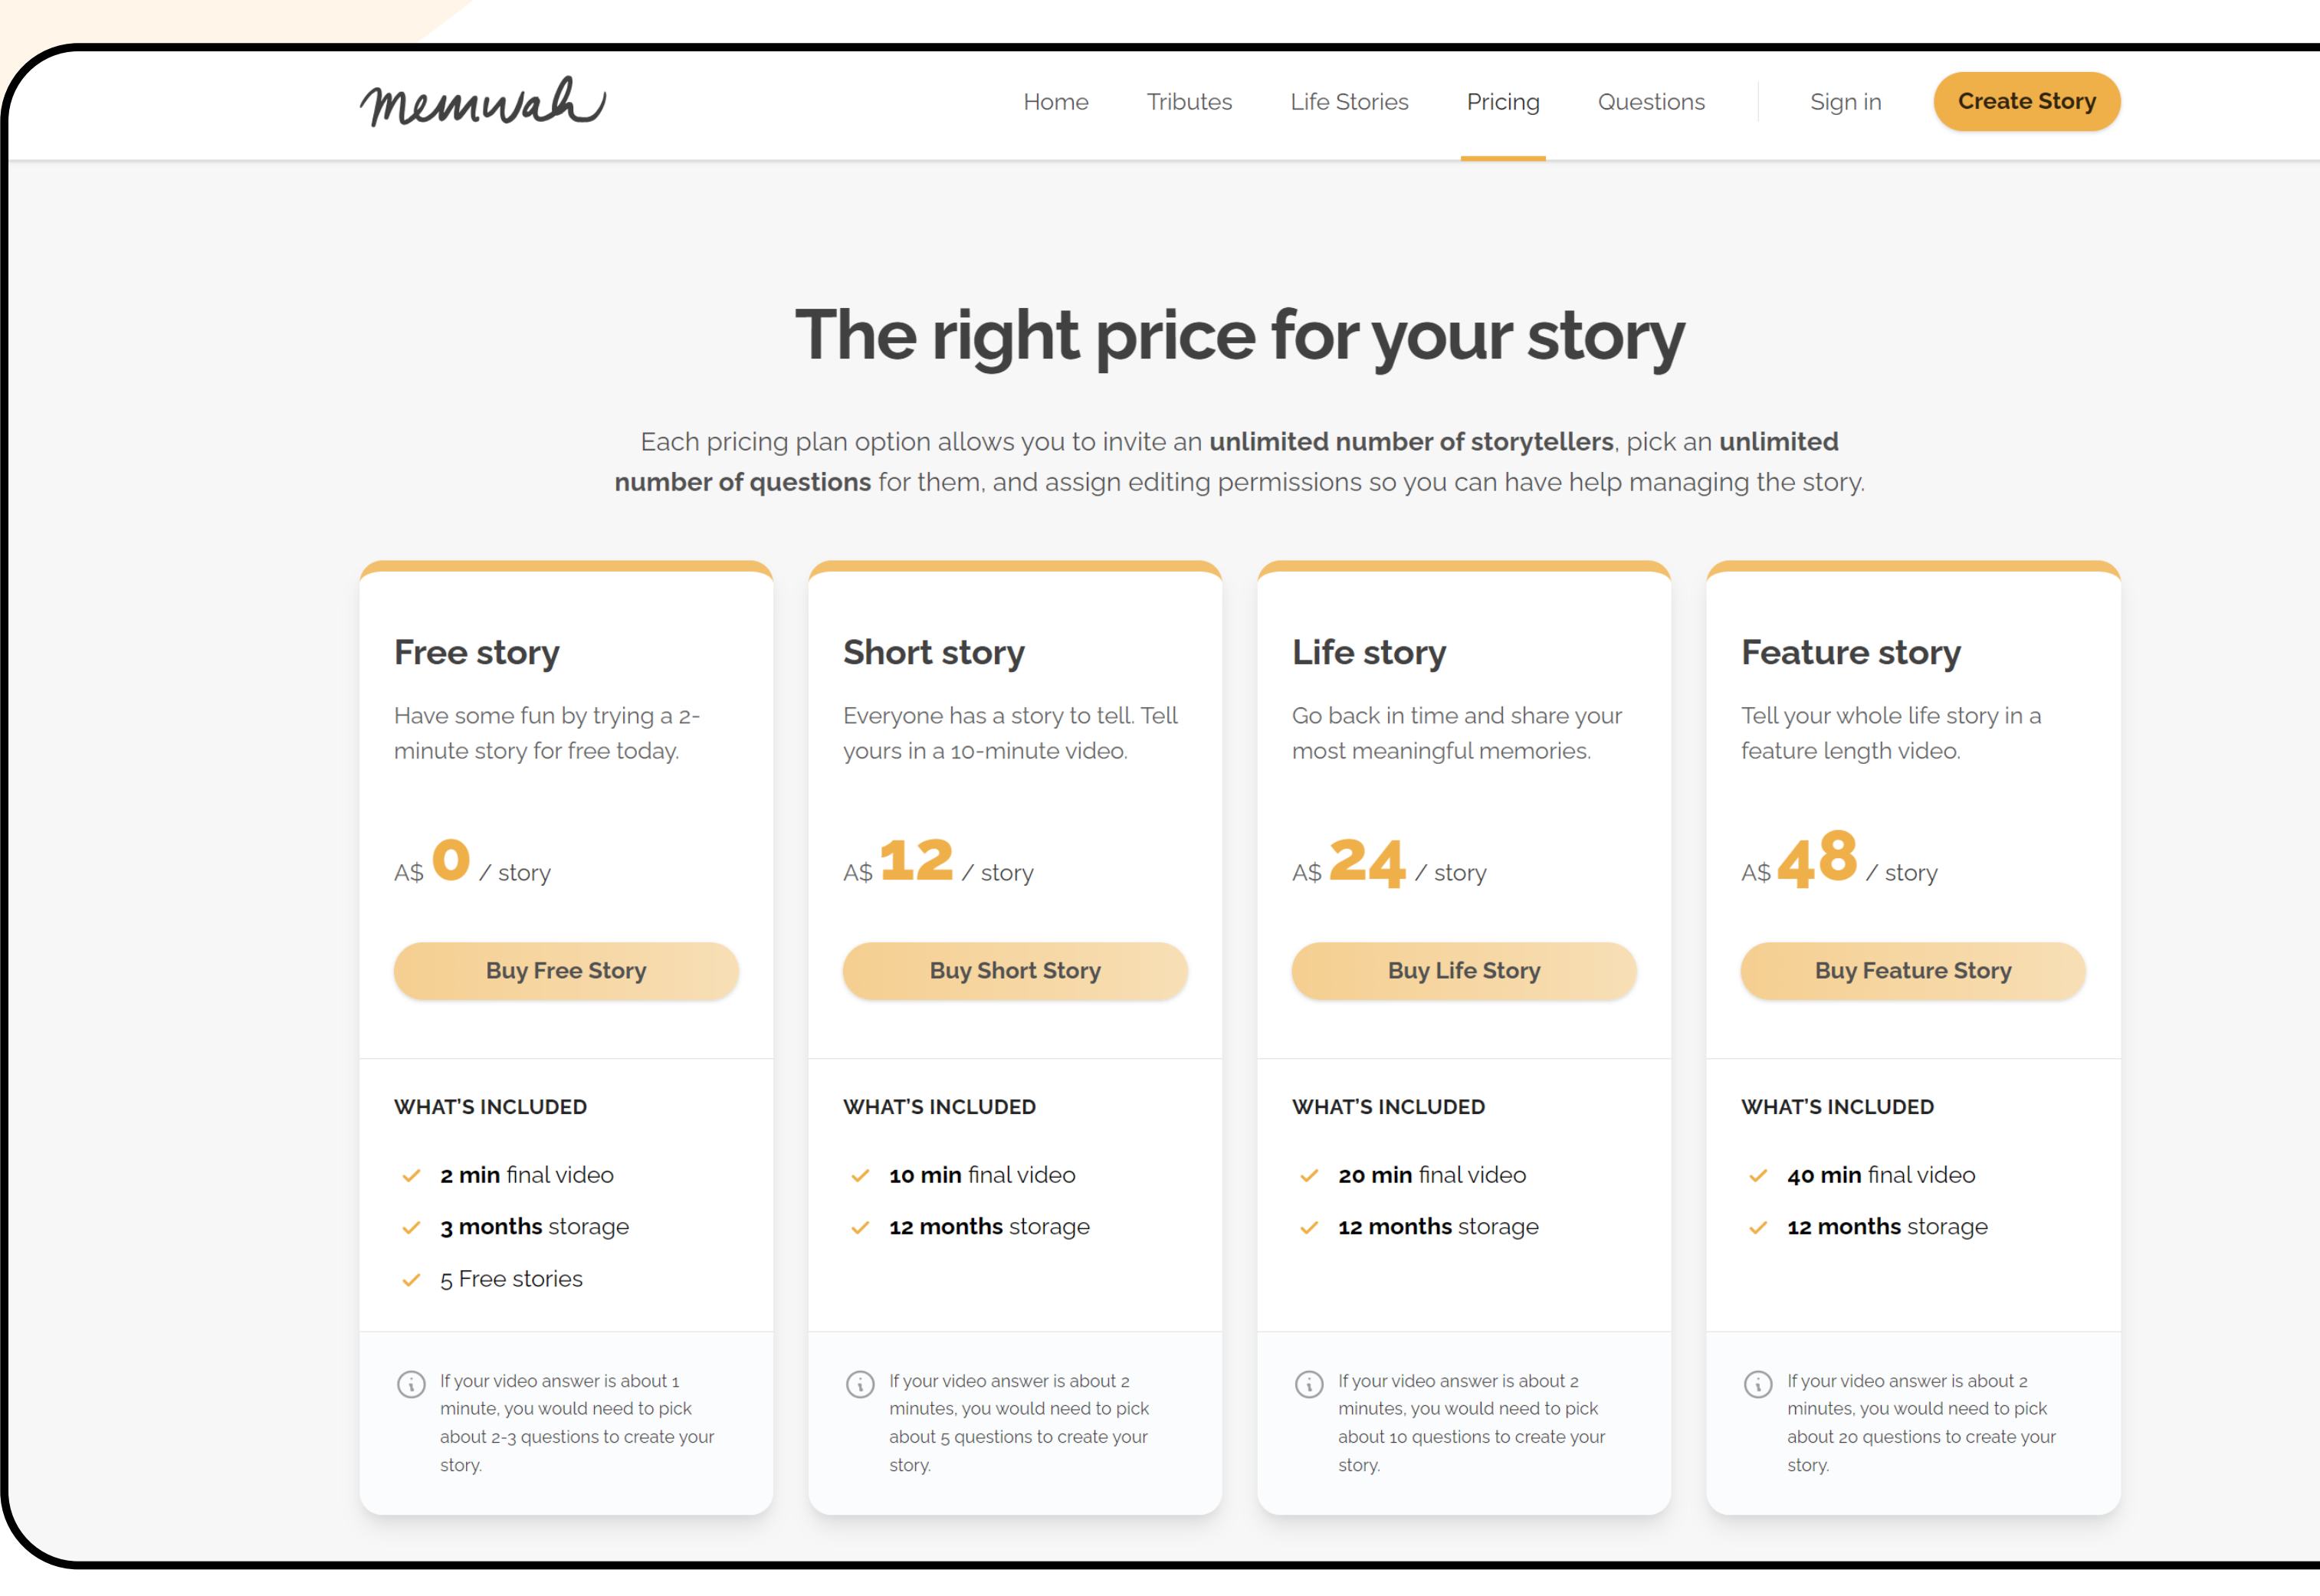 memwah
Home
Tributes
Life Stories
Pricing
Questions
Sign in
Create Story
The right price for your story
Each pricing plan option allows you to invite an unlimited number of storytellers, pick an unlimited
number of questions for them, and assign editing permissions so you can have help managing the story.
Free story
Have some fun by trying a 2-
minute story for free today.
A$ 0 / story
Buy Free Story
WHAT'S INCLUDED
2 min final video
3 months storage
5 Free stories
If your video answer is about 1
minute, you would need to pick
about 2-3 questions to create your
story.
Short story
Everyone has a story to tell. Tell
yours in a 10-minute video.
A$ 12 / story
Buy Short Story
WHAT'S INCLUDED
10 min final video
12 months storage
If your video answer is about 2
minutes, you would need to pick
about 5 questions to create your
story.
Life story
Go back in time and share your
most meaningful memories.
A$ 24 / story
Buy Life Story
WHAT'S INCLUDED
20 min final video
12 months storage
If your video answer is about 2
minutes, you would need to pick
about 10 questions to create your
story.
Feature story
Tell your whole life story in a
feature length video.
A$ 48 / story
Buy Feature Story
WHAT'S INCLUDED
40 min final video
12 months storage
If your video answer is about 2
minutes, you would need to pick
about 20 questions to create your
story.